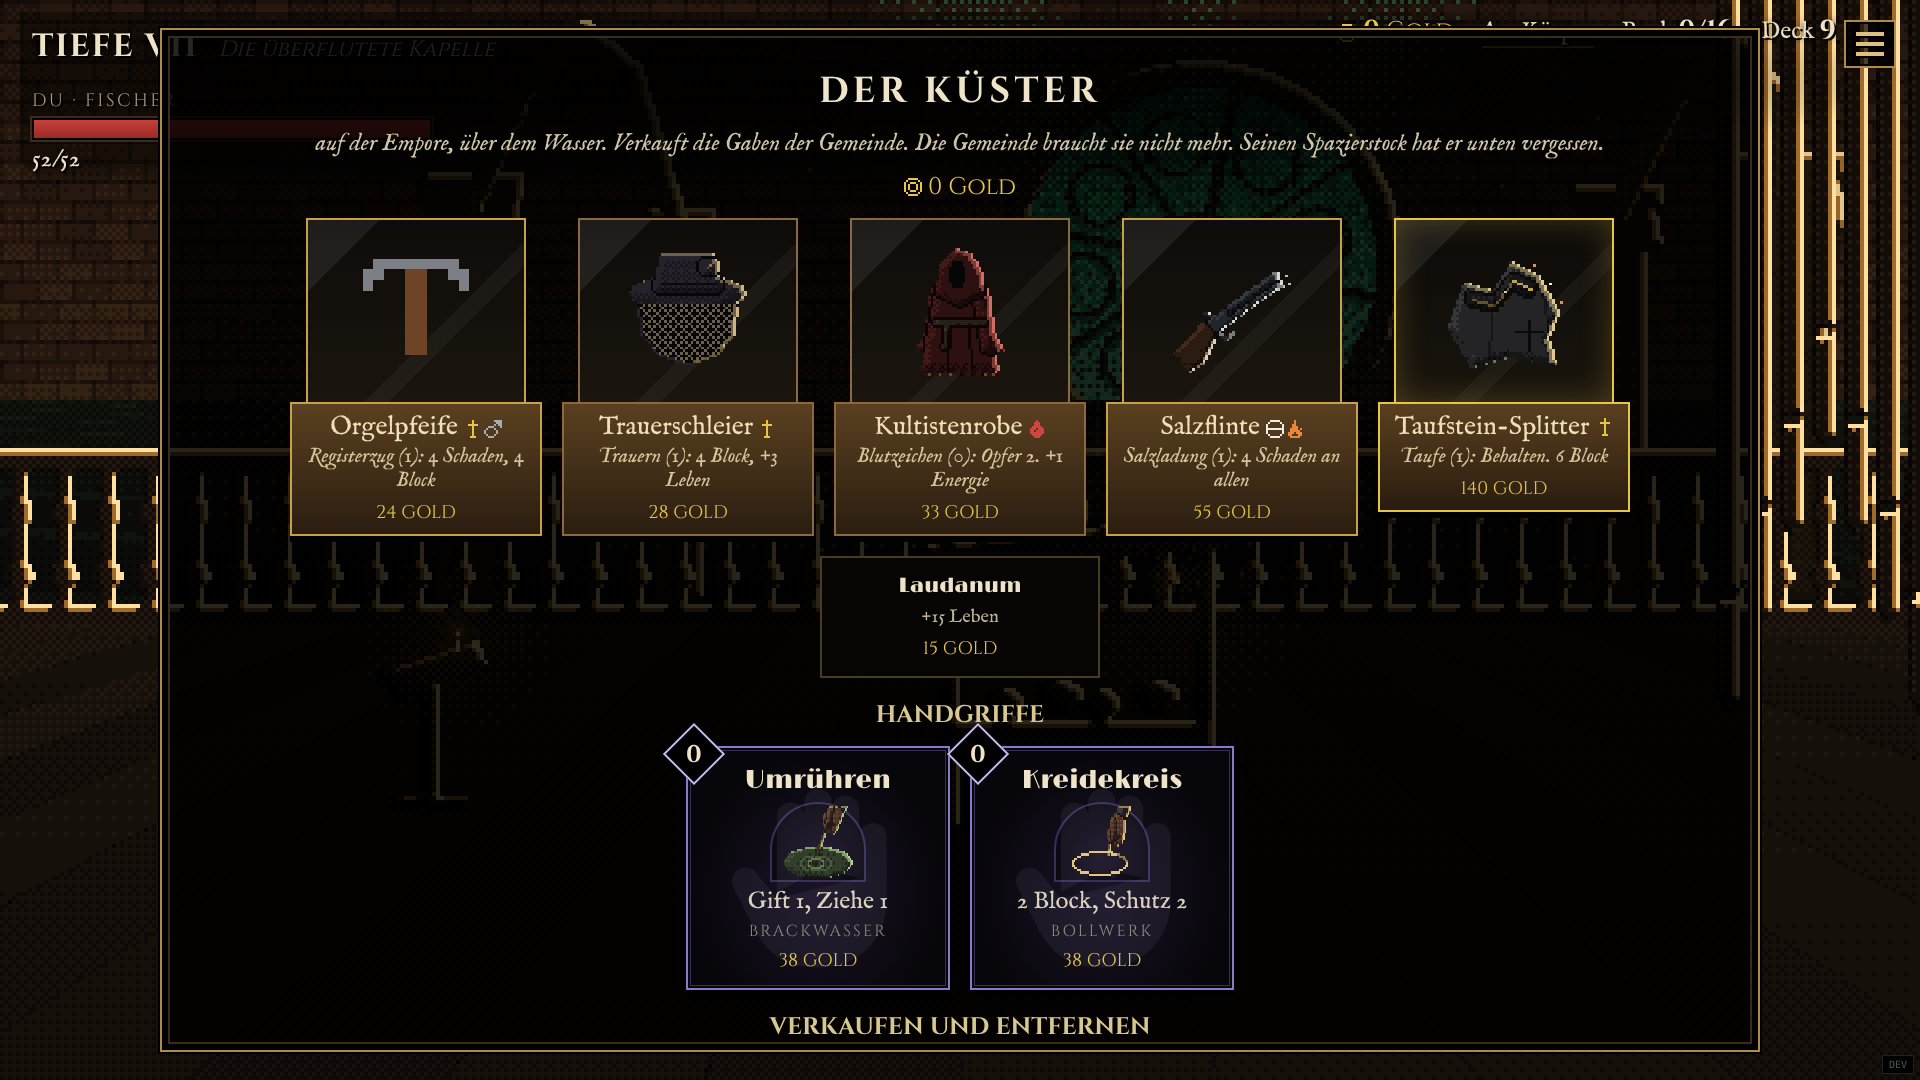 TIEFE VII Die überflutete Kapelle
Deck 9
DU · FISCHER
52/52
DER KÜSTER
auf der Empore, über dem Wasser. Verkauft die Gaben der Gemeinde. Die Gemeinde braucht sie nicht mehr. Seinen Spazierstock hat er unten vergessen.
0 GOLD
Orgelpfeife
Registerzug (1): 4 Schaden, 4
Block
24 GOLD
Trauerschleier
Trauern (1): 4 Block, +3
Leben
28 GOLD
Kultistenrobe
Blutzeichen (0): Opfer 2. +1
Energie
33 GOLD
Salzflinte
Salzladung (1): 4 Schaden an
allen
55 GOLD
Taufstein-Splitter
Taufe (1): Behalten. 6 Block
140 GOLD
Laudanum
+15 Leben
15 GOLD
HANDGRIFFE
0
Umrühren
Gift 1, Ziehe 1
BRACKWASSER
38 GOLD
0
Kreidekreis
2 Block, Schutz 2
BOLLWERK
38 GOLD
VERKAUFEN UND ENTFERNEN
DEV